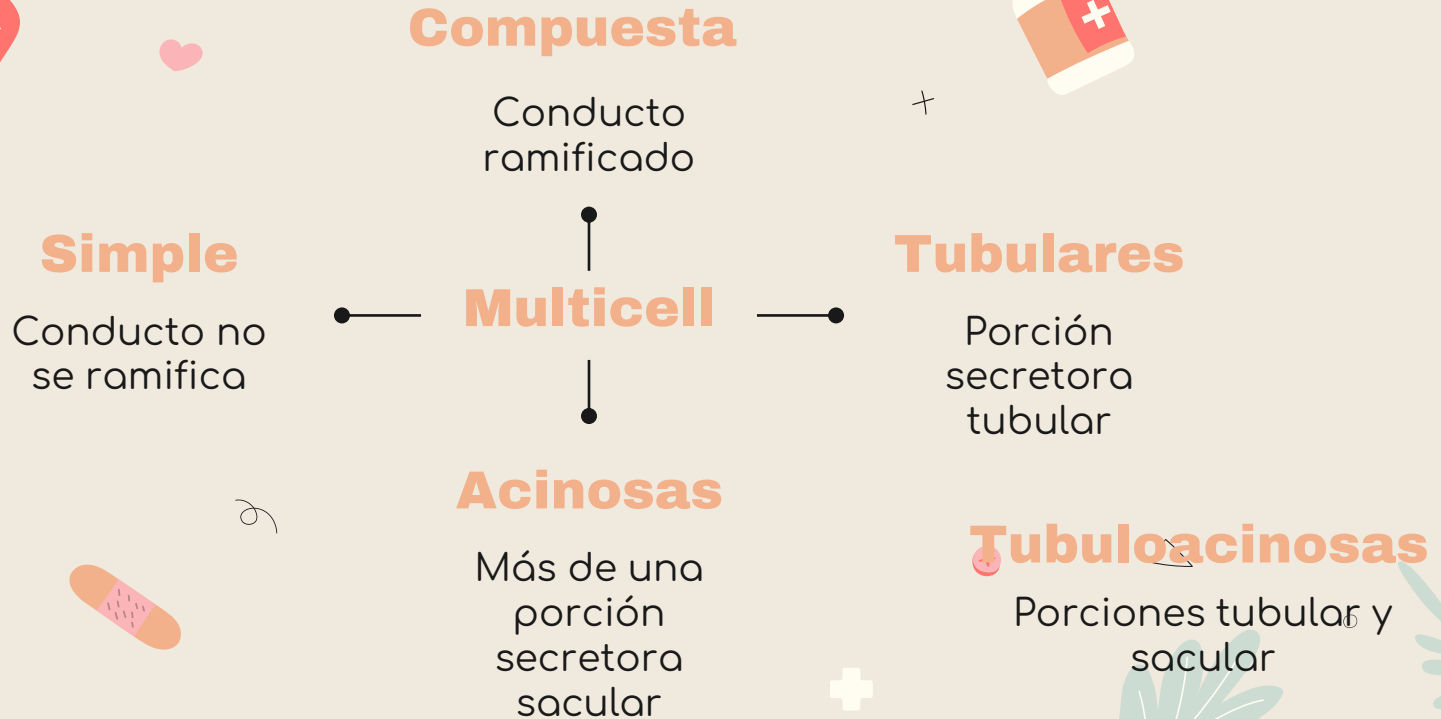 Compuesta
Conducto
ramificado
Simple
Conducto no
se ramifica
Multicell
Tubulares
Porción
secretora
tubular
Acinosas
Más de una
porción
secretora
sacular
Tubuloacinosas
Porciones tubular y
sacular